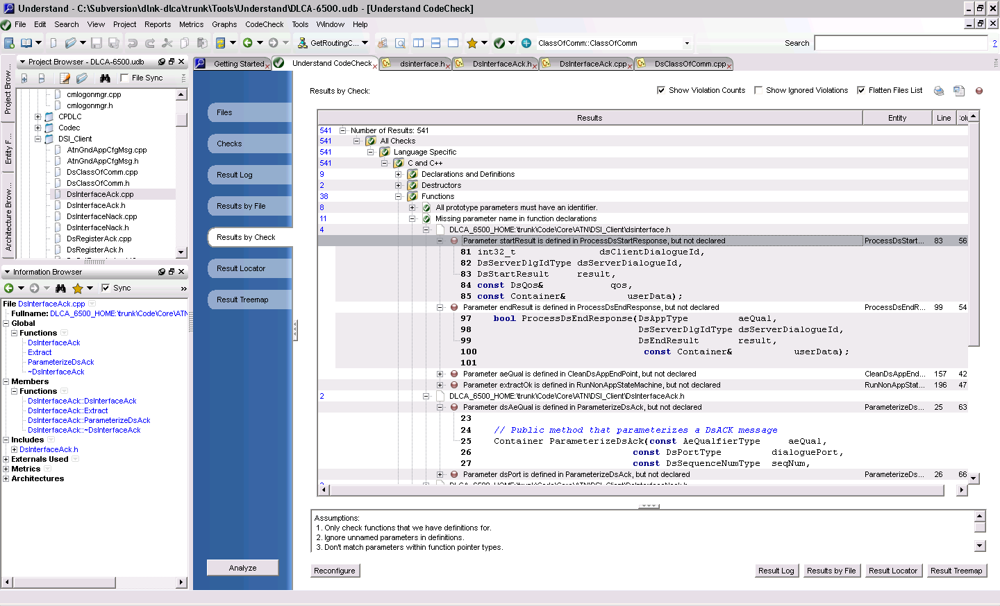 Understand - C:\Subversion\dlnk-dlca\trunk\Tools\Understand\DLCA-6500.udb - [Understand CodeCheck]
File Edit Search View Project Reports Metrics Graphs CodeCheck Tools Window Help
GetRoutingC... ClassOfComm::ClassOfComm Search ?
Project Browser - DLCA-6500.udb
File Sync
Project Brow...
Entity F...
Architecture Brow...
cmlogonmgr.cpp
cmlogonmgr.h
CPDLC
Codec
DSI_Client
AtnGndAppCfgMsg.cpp
AtnGndAppCfgMsg.h
DsClassOfComm.cpp
DsClassOfComm.h
DsInterfaceAck.cpp
DsInterfaceAck.h
DsInterfaceNack.cpp
DsInterfaceNack.h
DsRegisterAck.cpp
DsRegisterAck.h
Information Browser
Sync »
File DsInterfaceAck.cpp
Fullname: DLCA_6500_HOME:\trunk\Code\Core\ATN
Global
Functions
DsInterfaceAck
Extract
ParameterizeDsAck
~DsInterfaceAck
Members
Functions
DsInterfaceAck::DsInterfaceAck
DsInterfaceAck::Extract
DsInterfaceAck::ParameterizeDsAck
DsInterfaceAck::~DsInterfaceAck
Includes
DsInterfaceAck.h
Externals Used
Metrics
Architectures
Getting Started Understand CodeCheck dsinterface.h DsInterfaceAck.h DsInterfaceAck.cpp DsClassOfComm.cpp
Files
Checks
Result Log
Results by File
Results by Check
Result Locator
Result Treemap
Analyze
Results by Check: Show Violation Counts Show Ignored Violations Flatten Files List
Results Entity Line
541 Number of Results: 541
541 All Checks
541 Language Specific
541 C and C++
9 Declarations and Definitions
2 Destructors
38 Functions
8 All prototype parameters must have an identifier.
11 Missing parameter name in function declarations
4 DLCA_6500_HOME:\trunk\Code\Core\ATN\DSI_Client\dsinterface.h
Parameter startResult is defined in ProcessDsStartResponse, but not declared ProcessDsStart... 83 56
81 int32_t dsClientDialogueId,
82 DsServerDlgIdType dsServerDialogueId,
83 DsStartResult result,
84 const DsQos& qos,
85 const Container& userData);
Parameter endResult is defined in ProcessDsEndResponse, but not declared ProcessDsEndR... 99 54
97 bool ProcessDsEndResponse(DsAppType aeQual,
98 DsServerDlgIdType dsServerDialogueId,
99 DsEndResult result,
100 const Container& userData);
101
Parameter aeQual is defined in CleanDsAppEndPoint, but not declared CleanDsAppEnd... 157 42
Parameter extractOk is defined in RunNonAppStateMachine, but not declared RunNonAppStat... 196 47
2 DLCA_6500_HOME:\trunk\Code\Core\ATN\DSI_Client\DsInterfaceAck.h
Parameter dsAeQual is defined in ParameterizeDsAck, but not declared ParameterizeDs... 25 63
23
24 // Public method that parameterizes a DsACK message
25 Container ParameterizeDsAck(const AeQualfierType aeQual,
26 const DsPortType dialoguePort,
27 const DsSequenceNumType seqNum,
Parameter dsPort is defined in ParameterizeDsAck, but not declared ParameterizeDs... 26 66
Assumptions:
1. Only check functions that we have definitions for.
2. Ignore unnamed parameters in definitions.
3. Don't match parameters within function pointer types.
Reconfigure Result Log Results by File Result Locator Result Treemap